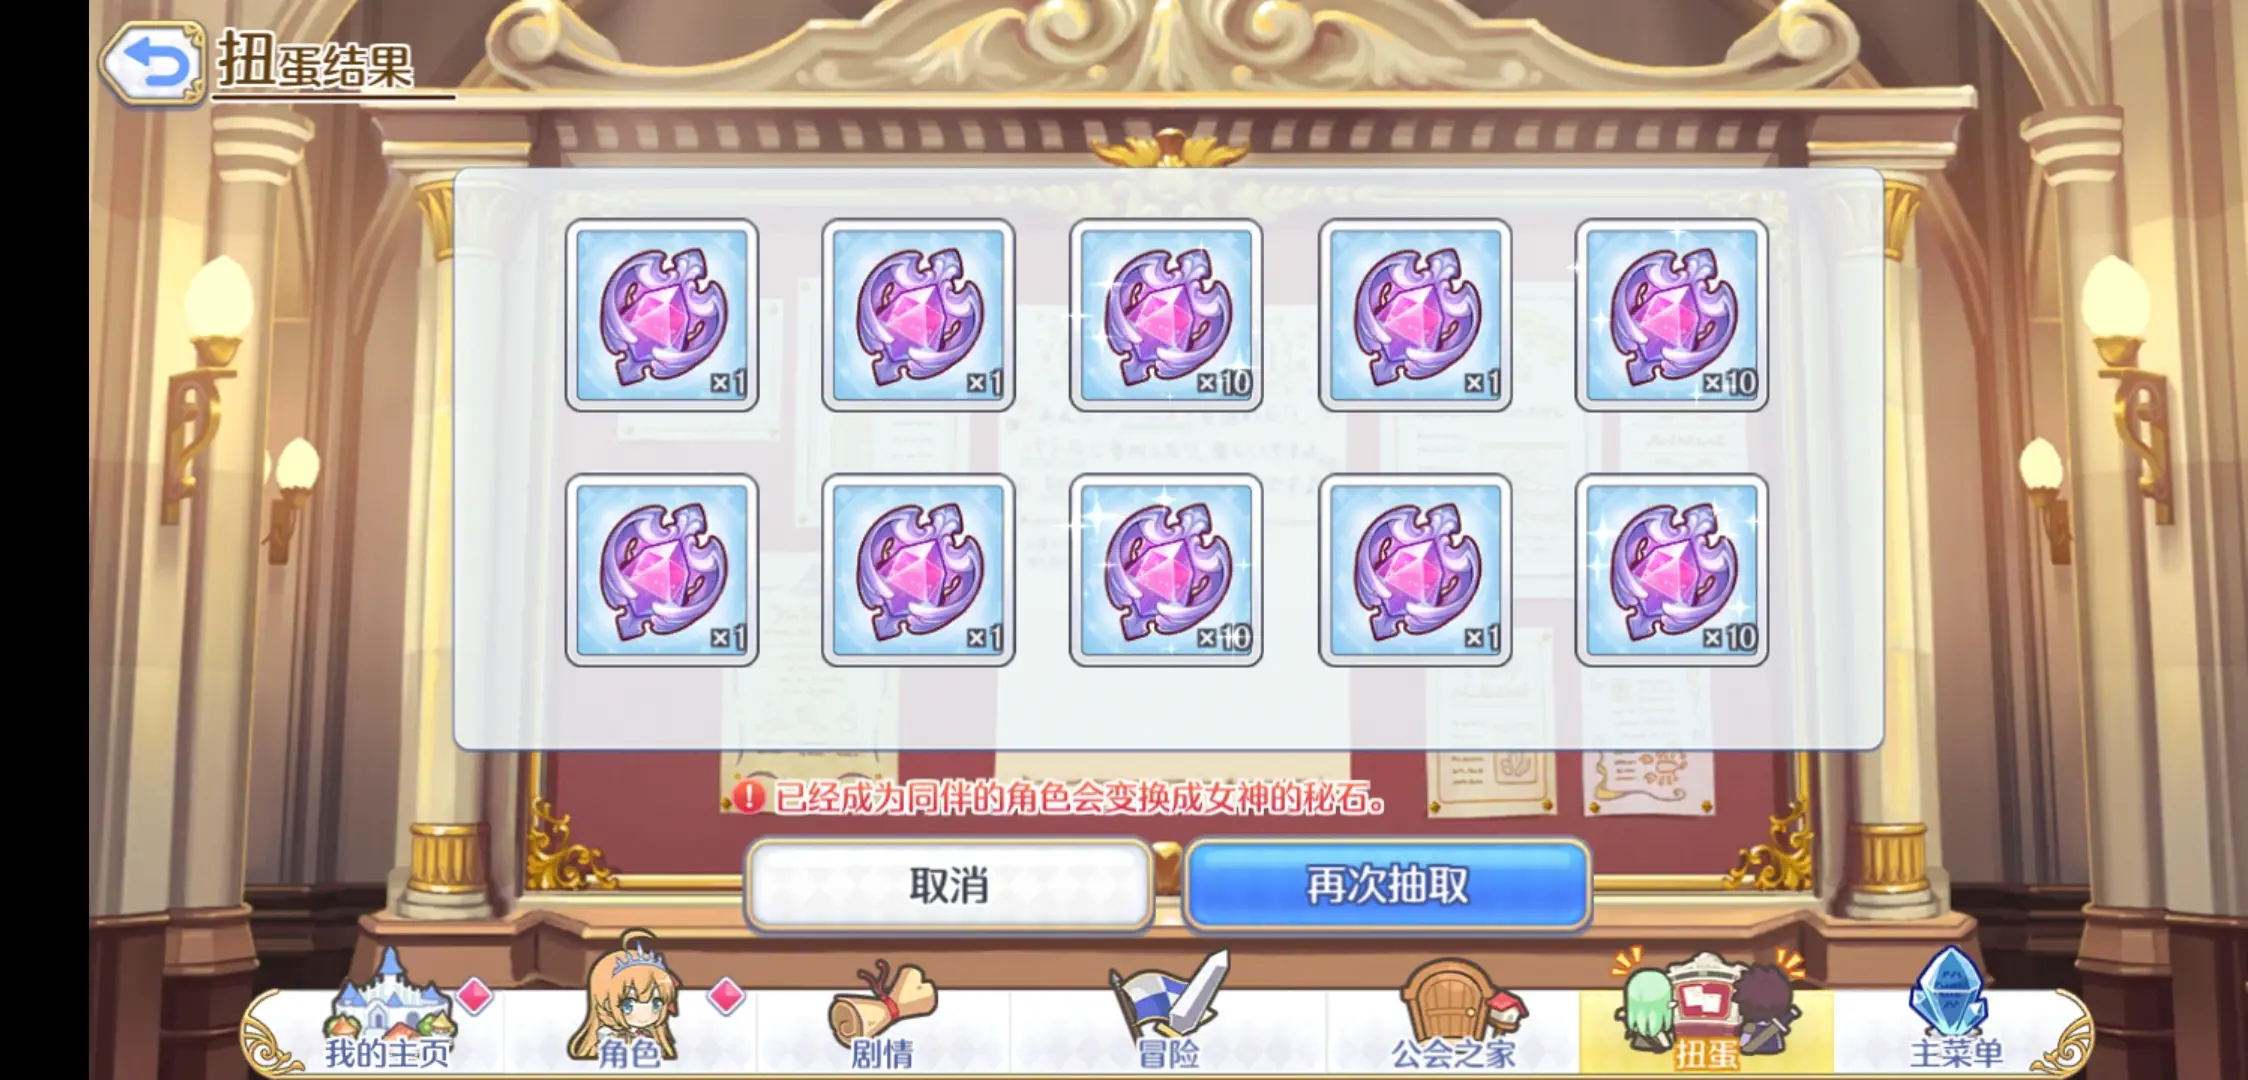 扭蛋结果
×1 ×1 ×10 ×1 ×10
×1 ×1 ×10 ×1 ×10
已经成为同伴的角色会变换成女神的秘石。
取消 再次抽取
我的主页 角色 剧情 冒险 公会之家 扭蛋 主菜单